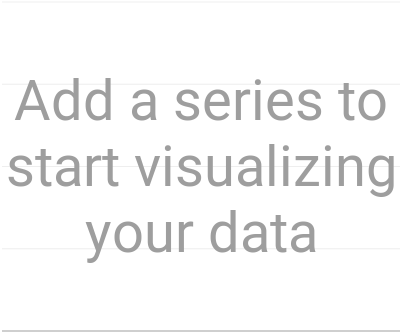 Add a series to
start visualizing
your data